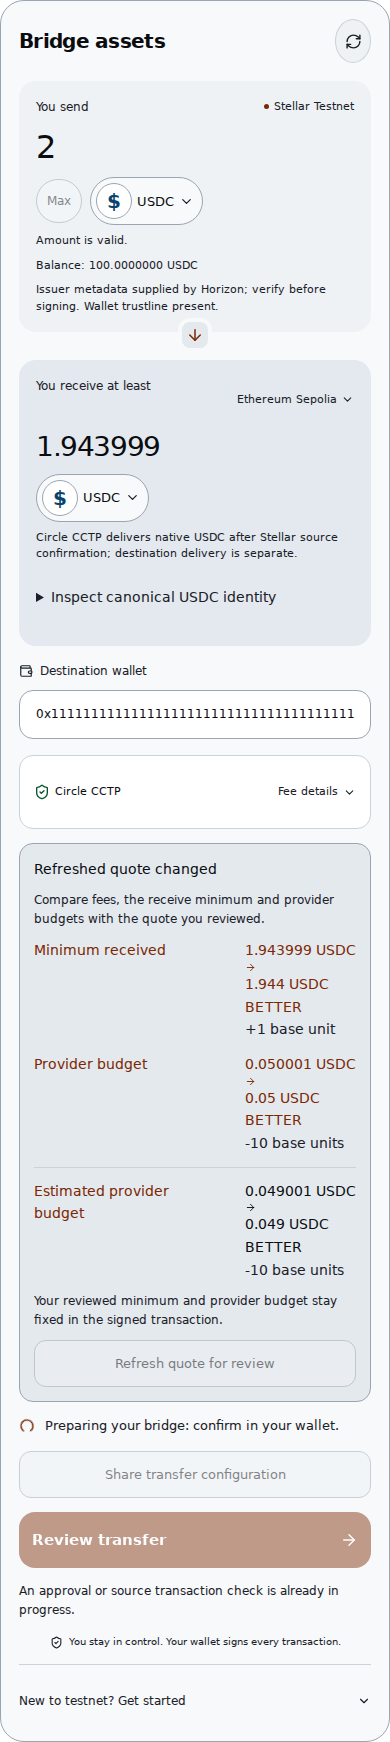 Bridge assets
You send
Stellar Testnet
2
Max
$ USDC
Amount is valid.
Balance: 100.0000000 USDC
Issuer metadata supplied by Horizon; verify before
signing. Wallet trustline present.
You receive at least
Ethereum Sepolia
1.943999
$ USDC
Circle CCTP delivers native USDC after Stellar source
confirmation; destination delivery is separate.
Inspect canonical USDC identity
Destination wallet
0x1111111111111111111111111111111111111111
Circle CCTP
Fee details
Refreshed quote changed
Compare fees, the receive minimum and provider
budgets with the quote you reviewed.
Minimum received
1.943999 USDC
→
1.944 USDC
BETTER
+1 base unit
Provider budget
0.050001 USDC
→
0.05 USDC
BETTER
-10 base units
Estimated provider
budget
0.049001 USDC
→
0.049 USDC
BETTER
-10 base units
Your reviewed minimum and provider budget stay
fixed in the signed transaction.
Refresh quote for review
Preparing your bridge: confirm in your wallet.
Share transfer configuration
Review transfer →
An approval or source transaction check is already in
progress.
You stay in control. Your wallet signs every transaction.
New to testnet? Get started